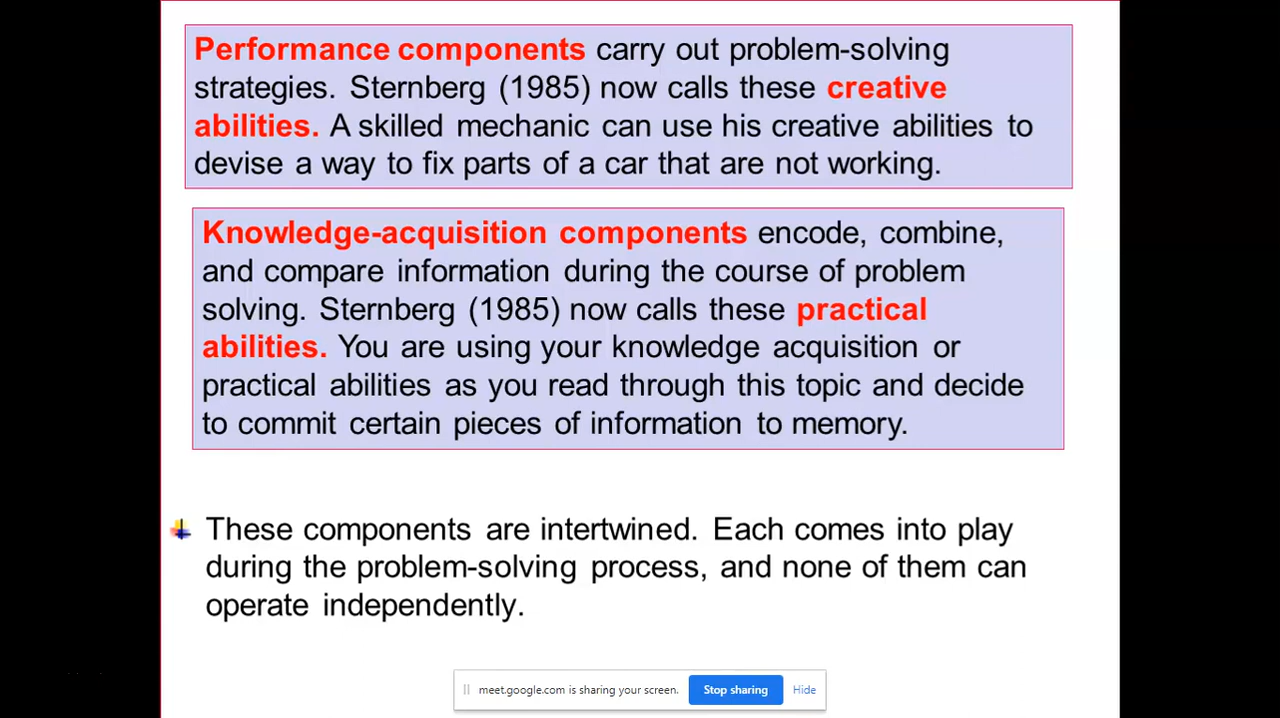 Performance components carry out problem-solving
strategies. Sternberg (1985) now calls these creative
abilities. A skilled mechanic can use his creative abilities to
devise a way to fix parts of a car that are not working.
Knowledge-acquisition components encode, combine,
and compare information during the course of problem
solving. Sternberg (1985) now calls these practical
abilities. You are using your knowledge acquisition or
practical abilities as you read through this topic and decide
to commit certain pieces of information to memory.
These components are intertwined. Each comes into play
during the problem-solving process, and none of them can
operate independently.
meet.google.com is sharing your screen. Stop sharing Hide